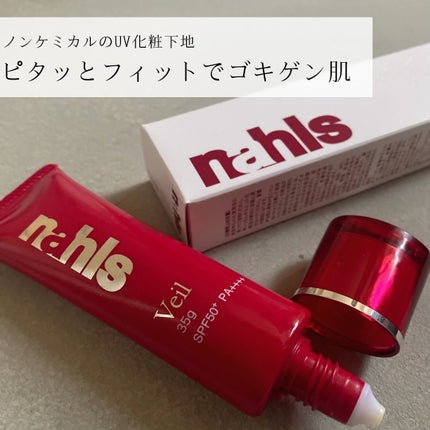 ノンケミカルのUV化粧下地
ピタッとフィットでゴキゲン肌
nahls
nahls
Veil
35g
SPF50+ PA++++